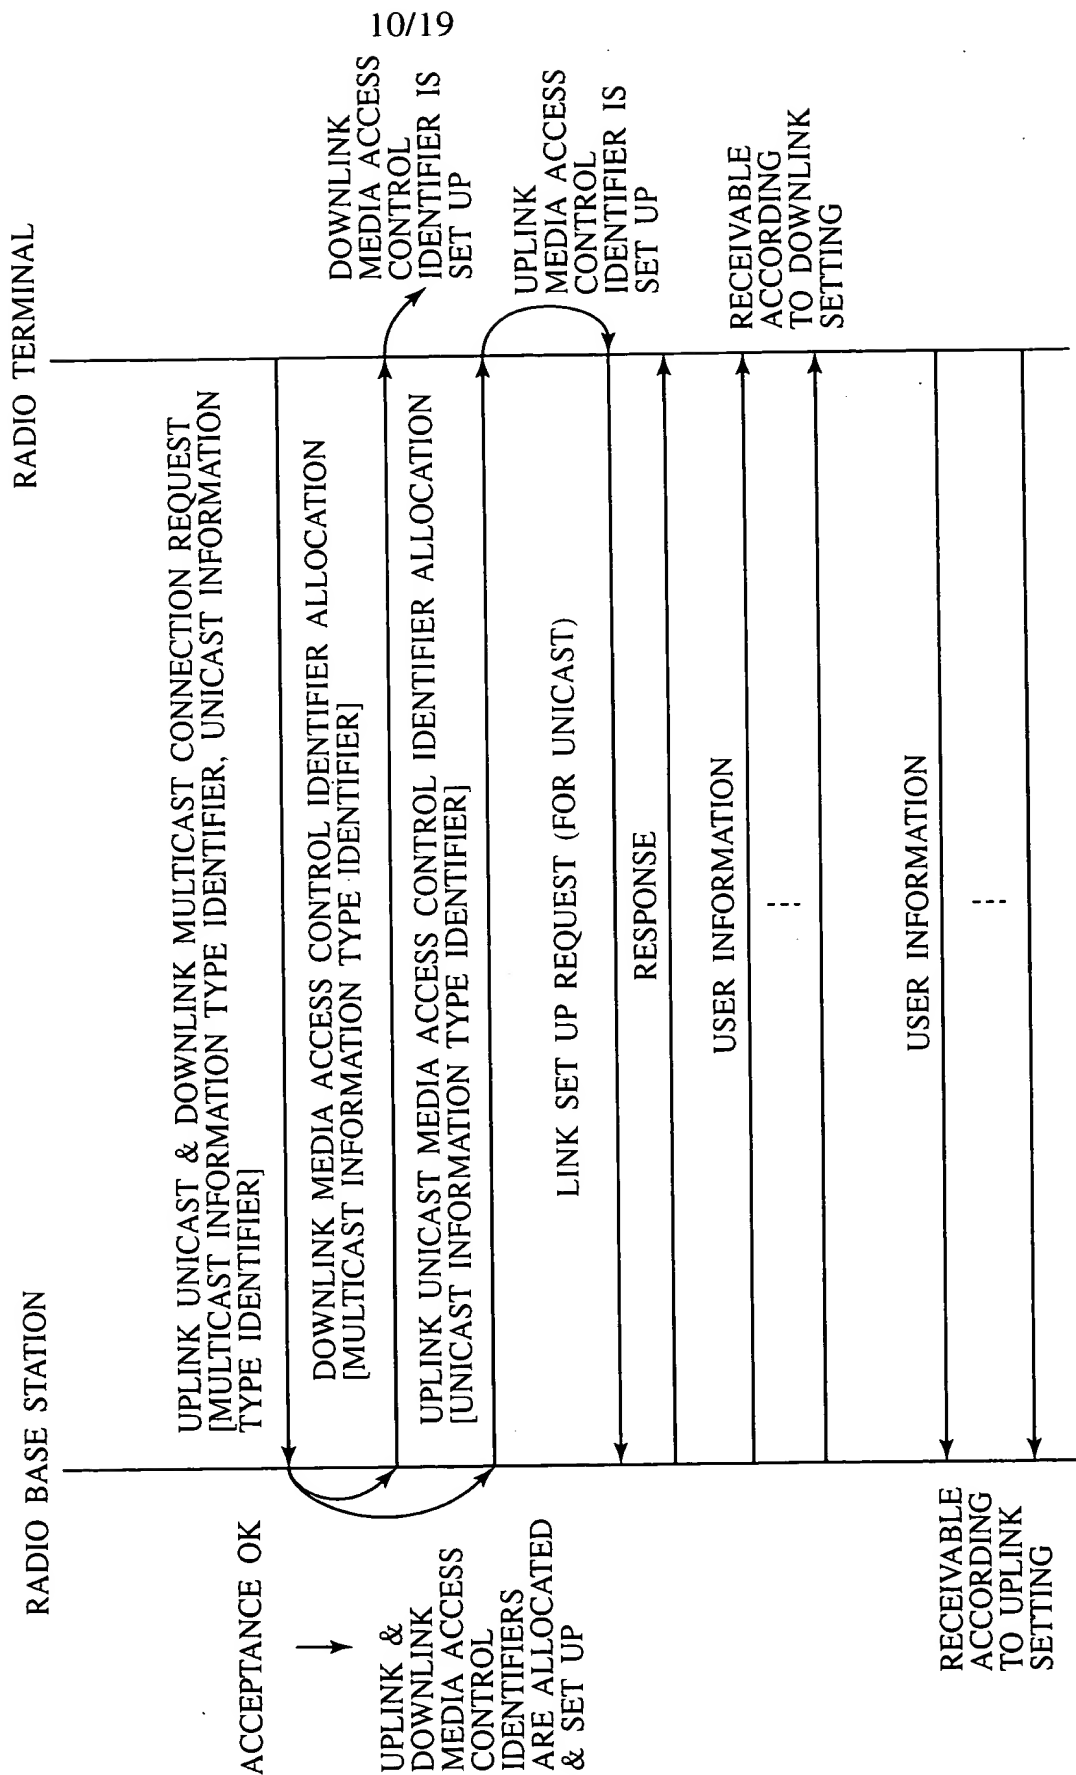 10/19
RADIO BASE STATION
RADIO TERMINAL
UPLINK UNICAST & DOWNLINK MULTICAST CONNECTION REQUEST
[MULTICAST INFORMATION TYPE IDENTIFIER, UNICAST INFORMATION
TYPE IDENTIFIER]
ACCEPTANCE OK
UPLINK &
DOWNLINK
MEDIA ACCESS
CONTROL
IDENTIFIERS
ARE ALLOCATED
& SET UP
DOWNLINK MEDIA ACCESS CONTROL IDENTIFIER ALLOCATION
[MULTICAST INFORMATION TYPE IDENTIFIER]
DOWNLINK
MEDIA ACCESS
CONTROL
IDENTIFIER IS
SET UP
UPLINK UNICAST MEDIA ACCESS CONTROL IDENTIFIER ALLOCATION
[UNICAST INFORMATION TYPE IDENTIFIER]
UPLINK
MEDIA ACCESS
CONTROL
IDENTIFIER IS
SET UP
LINK SET UP REQUEST (FOR UNICAST)
RESPONSE
USER INFORMATION
RECEIVABLE
ACCORDING
TO DOWNLINK
SETTING
USER INFORMATION
RECEIVABLE
ACCORDING
TO UPLINK
SETTING